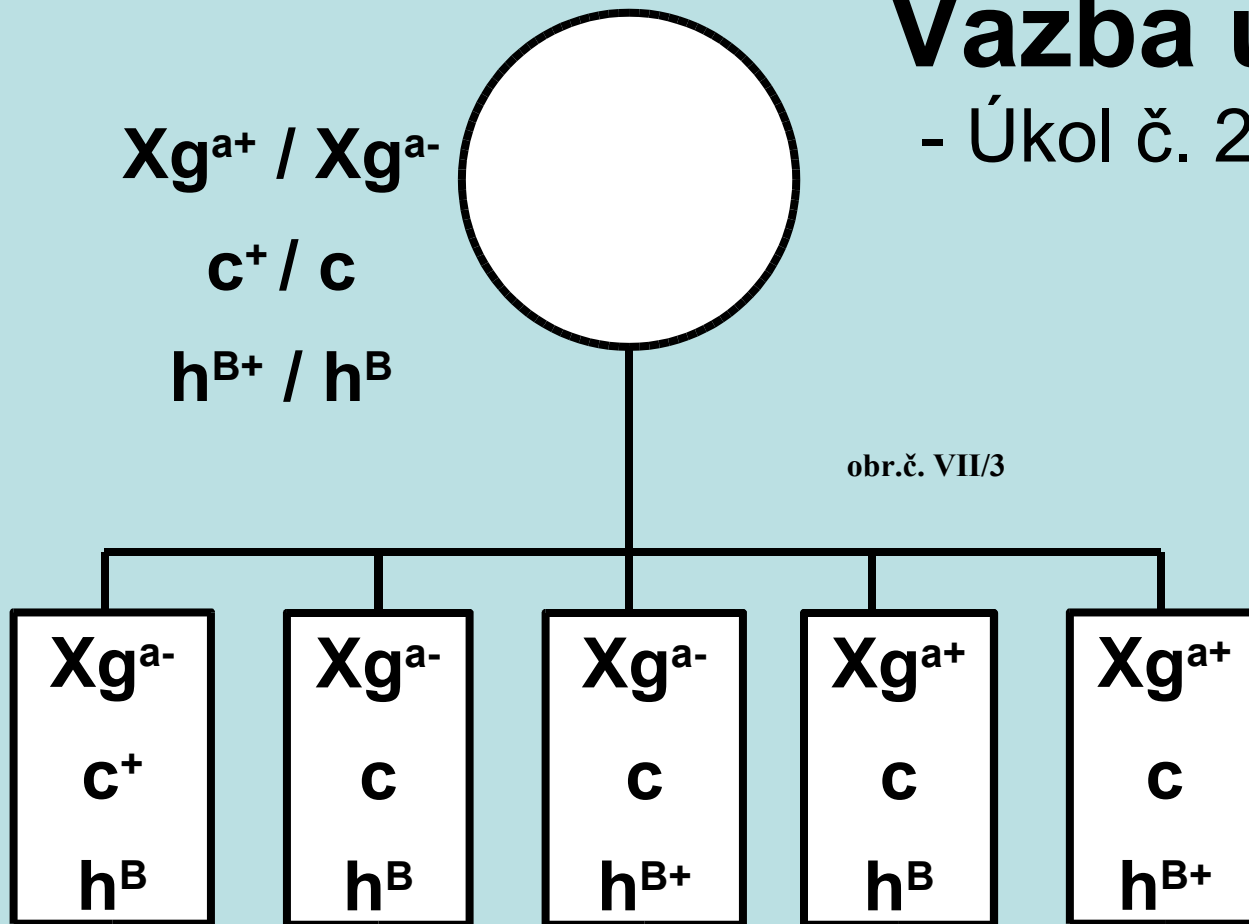 Vazba u
- Úkol č. 2
Xgᵃ⁺ / Xgᵃ⁻
c⁺ / c
hᴮ⁺ / hᴮ
obr.č. VII/3
Xgᵃ⁻ Xgᵃ⁻ Xgᵃ⁻ Xgᵃ⁺ Xgᵃ⁺
c⁺ c c c c
hᴮ hᴮ hᴮ⁺ hᴮ hᴮ⁺